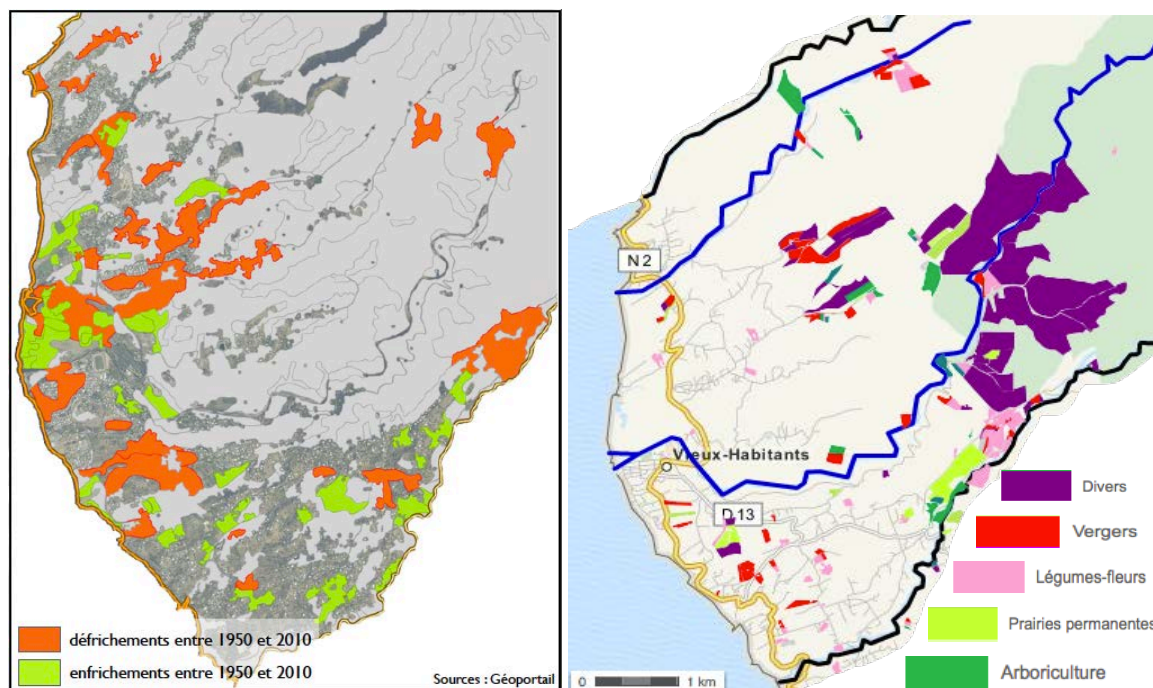 défrichements entre 1950 et 2010
enfrichements entre 1950 et 2010
Sources : Géoportail
N 2
Vieux-Habitants
D 13
Divers
Vergers
Légumes-fleurs
Prairies permanentes
Arboriculture
0 1 km